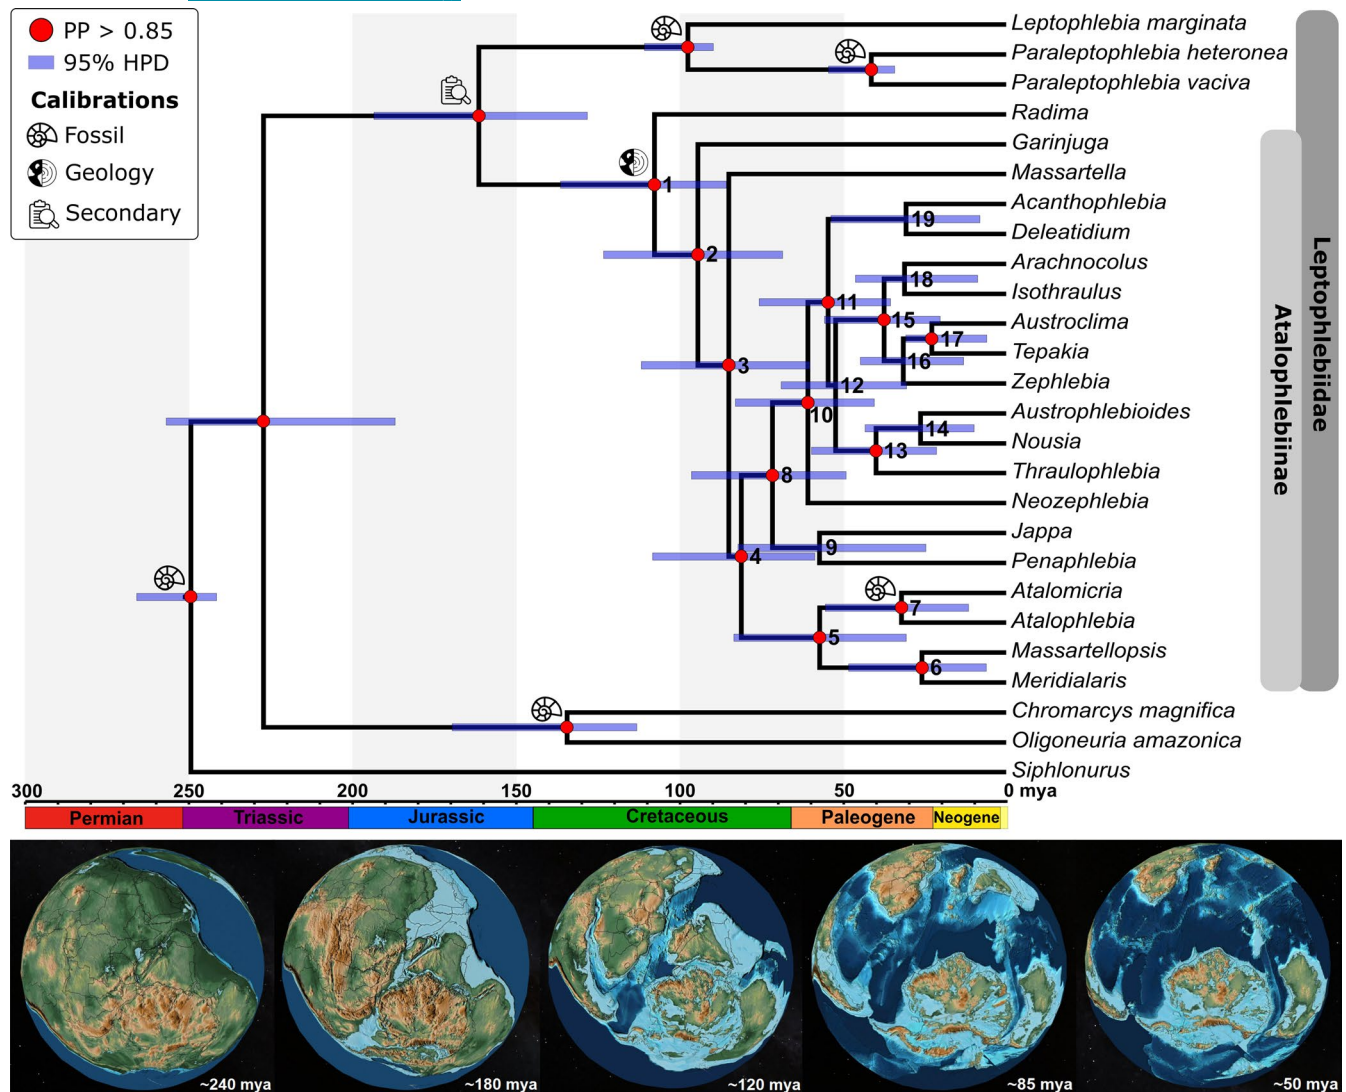 PP > 0.85
95% HPD
Calibrations
Fossil
Geology
Secondary
Leptophlebia marginata
Paraleptophlebia heteronea
Paraleptophlebia vaciva
Radima
Garinjuga
Massartella
Acanthophlebia
Deleatidium
Arachnocolus
Isothraulus
Austroclima
Tepakia
Zephlebia
Austrophlebioides
Nousia
Thraulophlebia
Neozephlebia
Jappa
Penaphlebia
Atalomicria
Atalophlebia
Massartellopsis
Meridialaris
Chromarcys magnifica
Oligoneuria amazonica
Siphlonurus
1
2
3
4
5
6
7
8
9
10
11
12
13
14
15
16
17
18
19
Atalophlebiinae
Leptophlebiidae
300 250 200 150 100 50 0 mya
Permian Triassic Jurassic Cretaceous Paleogene Neogene
~240 mya ~180 mya ~120 mya ~85 mya ~50 mya